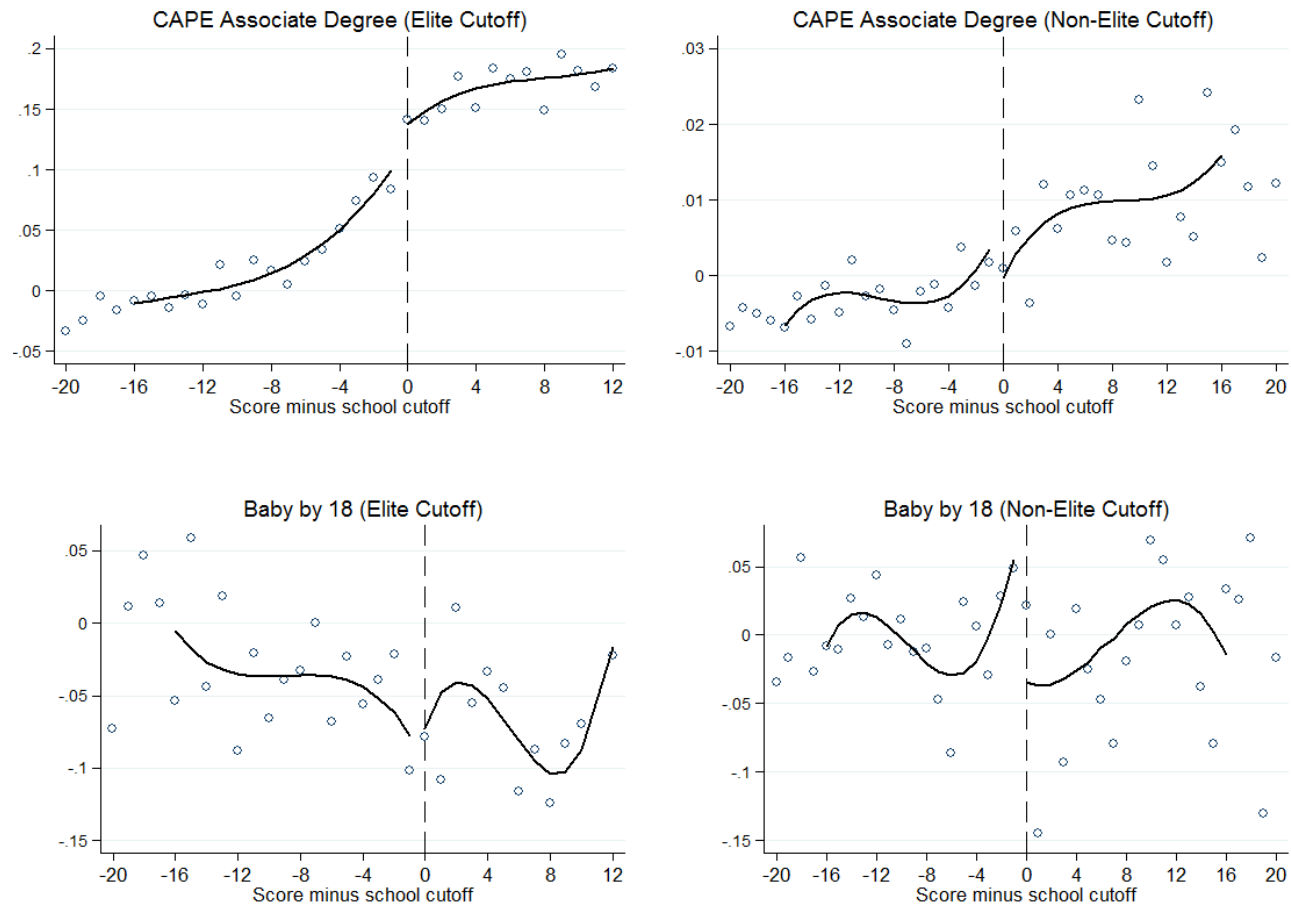 CAPE Associate Degree (Elite Cutoff)
.2
.15
.1
.05
0
-.05
-20 -16 -12 -8 -4 0 4 8 12
Score minus school cutoff
CAPE Associate Degree (Non-Elite Cutoff)
.03
.02
.01
0
-.01
-20 -16 -12 -8 -4 0 4 8 12 16 20
Score minus school cutoff
Baby by 18 (Elite Cutoff)
.05
0
-.05
-.1
-.15
-20 -16 -12 -8 -4 0 4 8 12
Score minus school cutoff
Baby by 18 (Non-Elite Cutoff)
.05
0
-.05
-.1
-.15
-20 -16 -12 -8 -4 0 4 8 12 16 20
Score minus school cutoff